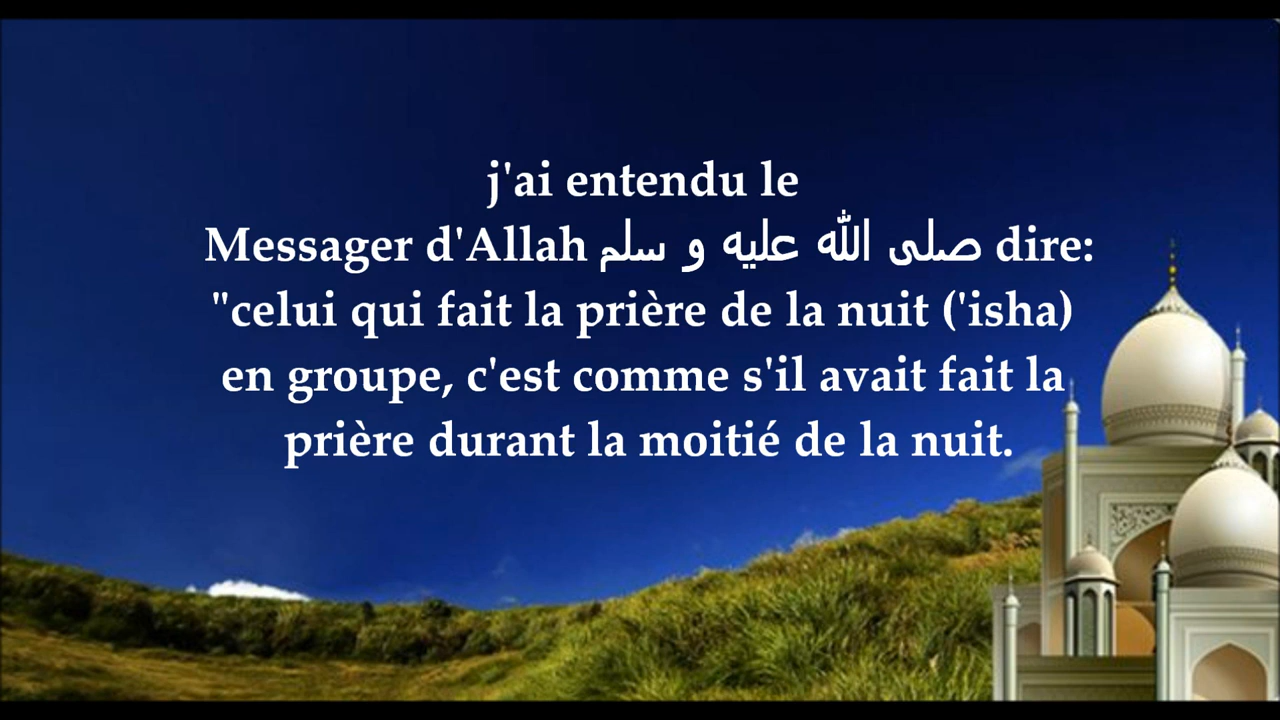 j'ai entendu le
Messager d'Allah صلى الله عليه و سلم dire:
"celui qui fait la prière de la nuit ('isha)
en groupe, c'est comme s'il avait fait la
prière durant la moitié de la nuit.